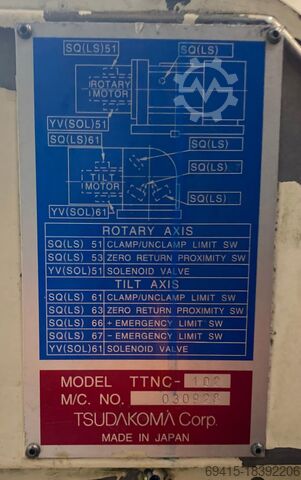 SQ(LS)51
SQ(LS)
ROTARY
MOTOR
YV(SOL)51
SQ(LS)61
SQ(LS)
TILT
MOTOR
SQ(LS)
YV(SOL)61
SQ(LS)
ROTARY AXIS
SQ(LS) 51 CLAMP/UNCLAMP LIMIT SW
SQ(LS) 53 ZERO RETURN PROXIMITY SW
YV(SOL)51 SOLENOID VALVE
TILT AXIS
SQ(LS) 61 CLAMP/UNCLAMP LIMIT SW
SQ(LS) 63 ZERO RETURN PROXIMITY SW
SQ(LS) 66 + EMERGENCY LIMIT SW
SQ(LS) 67 - EMERGENCY LIMIT SW
YV(SOL)61 SOLENOID VALVE
MODEL TTNC-102
M/C. NO. 030828
TSUDAKOMA Corp.
MADE IN JAPAN
69415-18392206